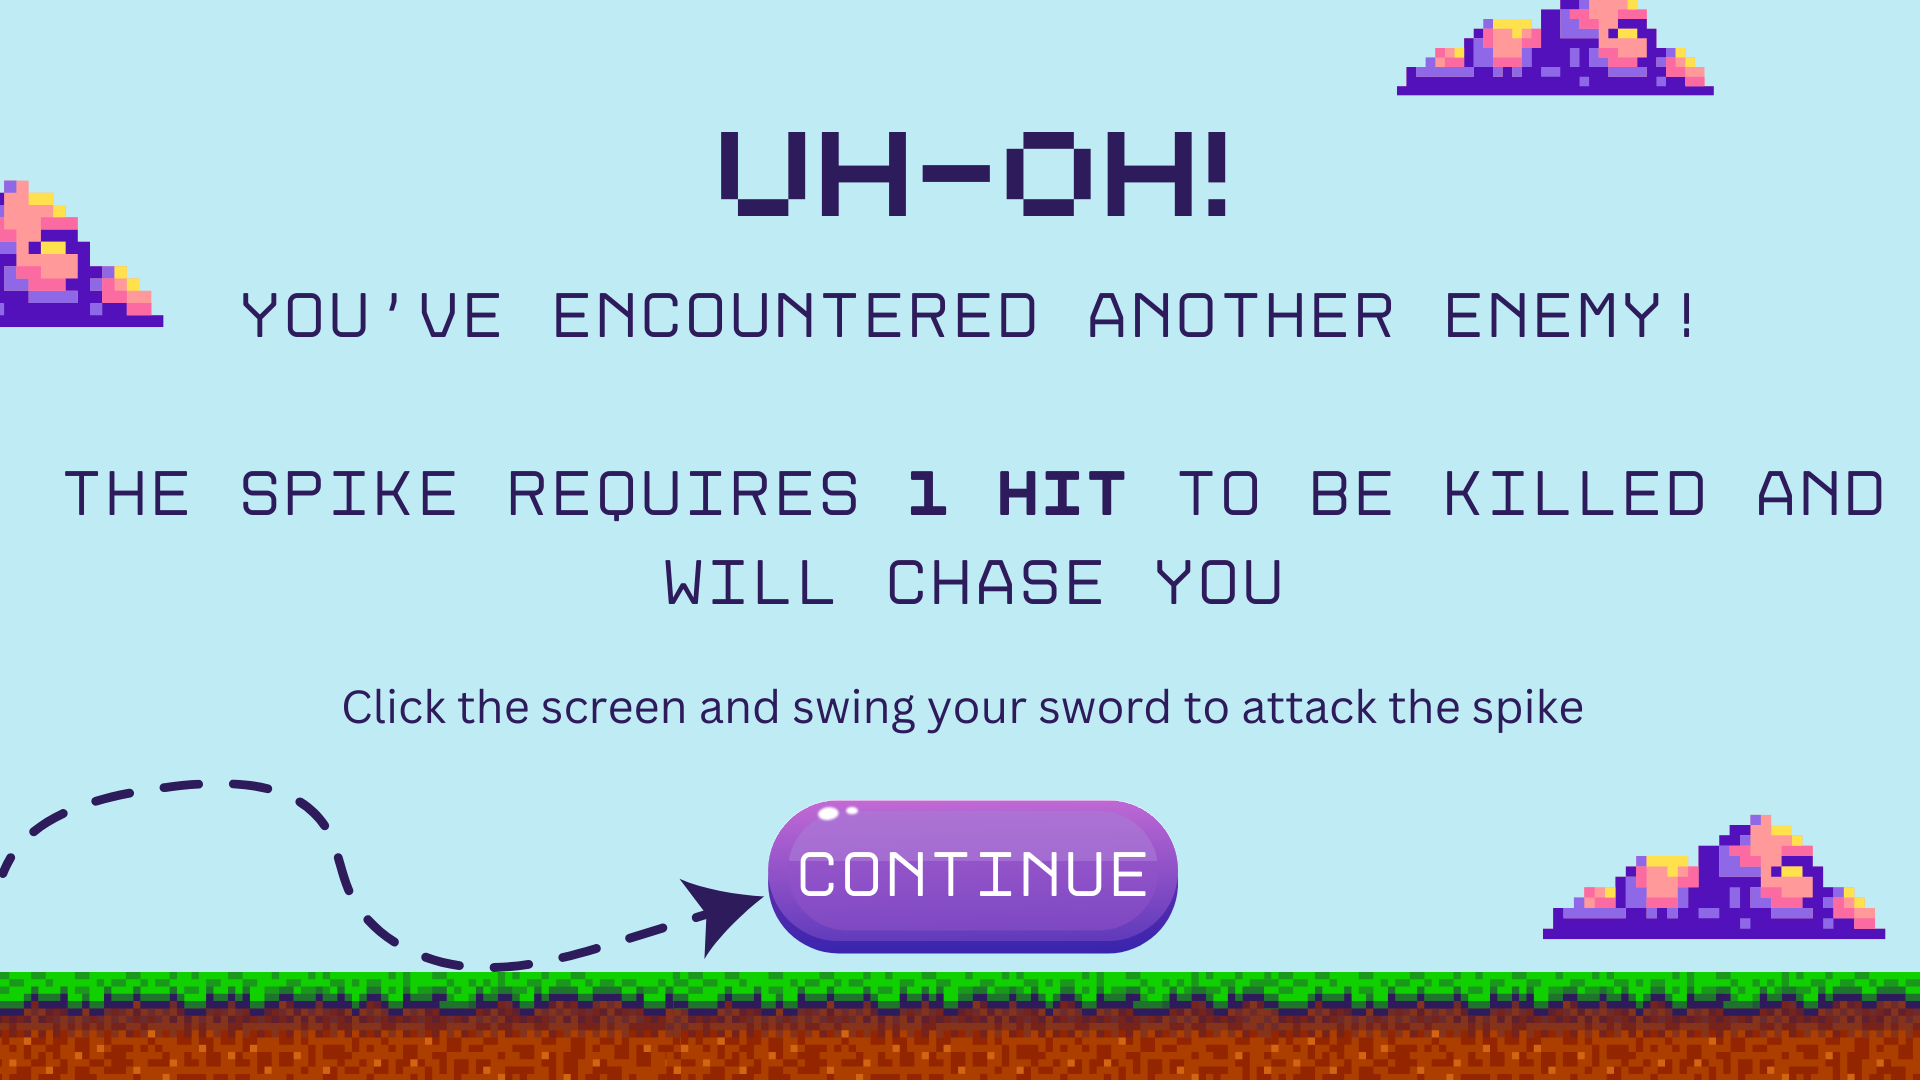 UH-OH!
YOU'VE ENCOUNTERED ANOTHER ENEMY!
THE SPIKE REQUIRES 1 HIT TO BE KILLED AND
WILL CHASE YOU
Click the screen and swing your sword to attack the spike
CONTINUE